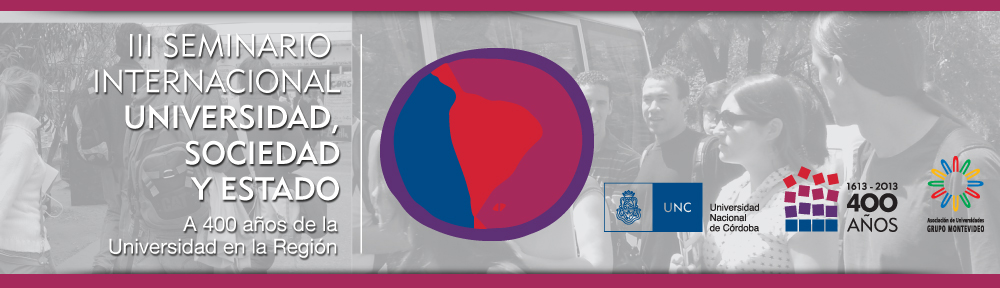 III SEMINARIO
INTERNACIONAL
UNIVERSIDAD,
SOCIEDAD
Y ESTADO
A 400 años de la
Universidad en la Región
UNC
Universidad
Nacional
de Córdoba
1613 - 2013
400
AÑOS
Asociación de Universidades
GRUPO MONTEVIDEO